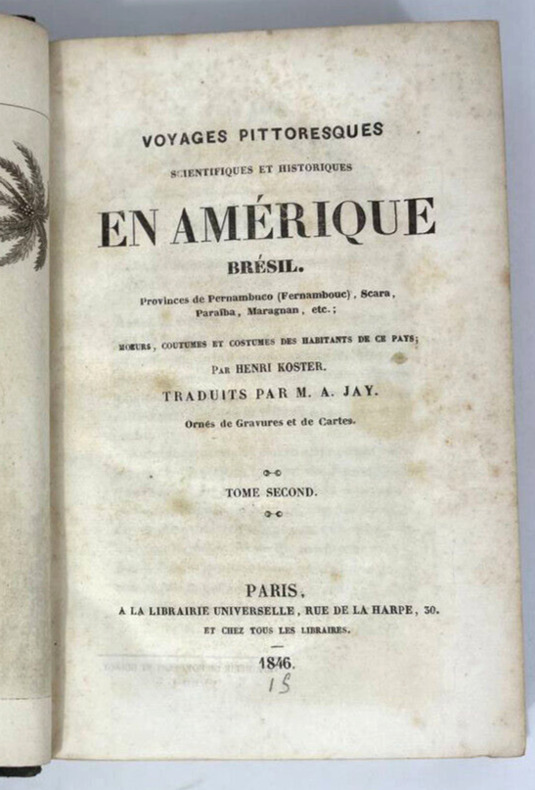 VOYAGES PITTORESQUES
SCIENTIFIQUES ET HISTORIQUES
EN AMÉRIQUE
BRÉSIL.
Provinces de Pernambuco (Fernambouc), Scara,
Paraïba, Maragnan, etc.;
MŒURS, COUTUMES ET COSTUMES DES HABITANTS DE CE PAYS;
PAR HENRI KOSTER.
TRADUITS PAR M. A. JAY.
Ornés de Gravures et de Cartes.
TOME SECOND.
PARIS,
A LA LIBRAIRIE UNIVERSELLE, RUE DE LA HARPE, 30.
ET CHEZ TOUS LES LIBRAIRES.
1846.